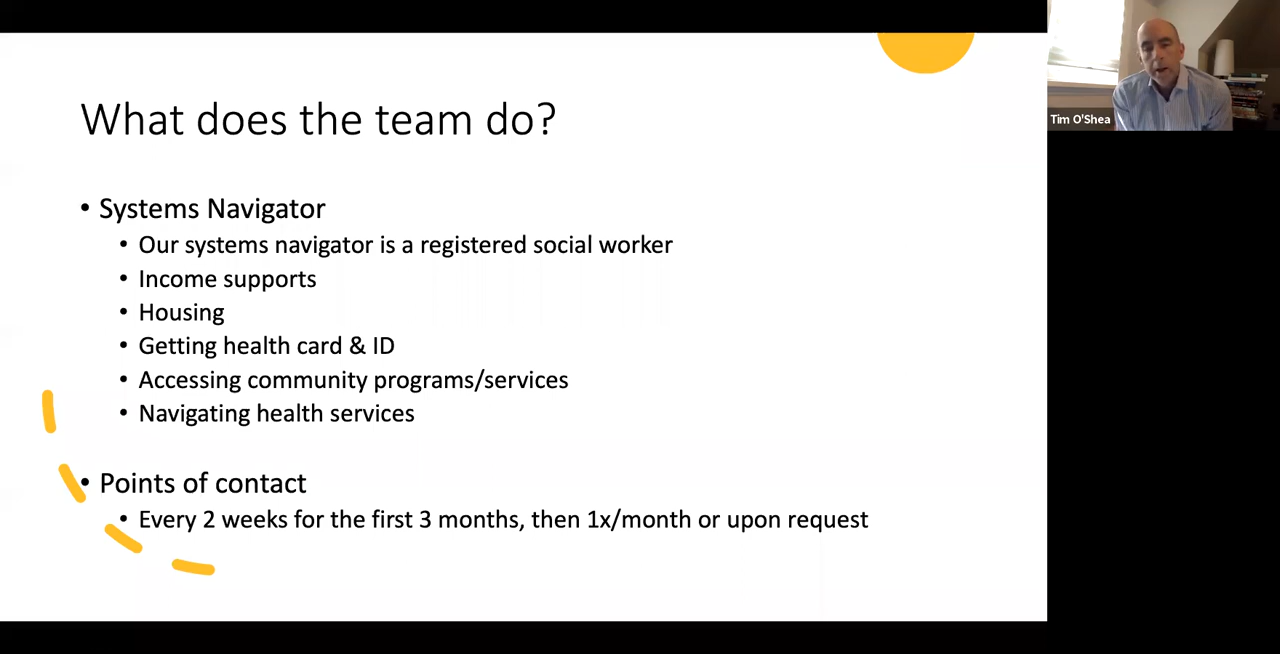 What does the team do?
• Systems Navigator
• Our systems navigator is a registered social worker
• Income supports
• Housing
• Getting health card & ID
• Accessing community programs/services
• Navigating health services
• Points of contact
• Every 2 weeks for the first 3 months, then 1x/month or upon request
Tim O'Shea